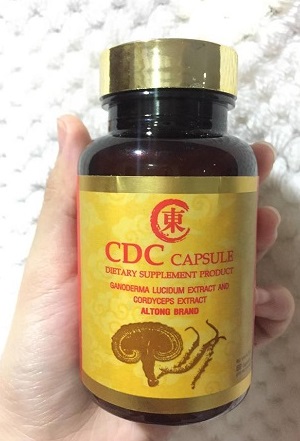 東
CDC CAPSULE
DIETARY SUPPLEMENT PRODUCT
GANODERMA LUCIDUM EXTRACT AND
CORDYCEPS EXTRACT
ALTONG BRAND